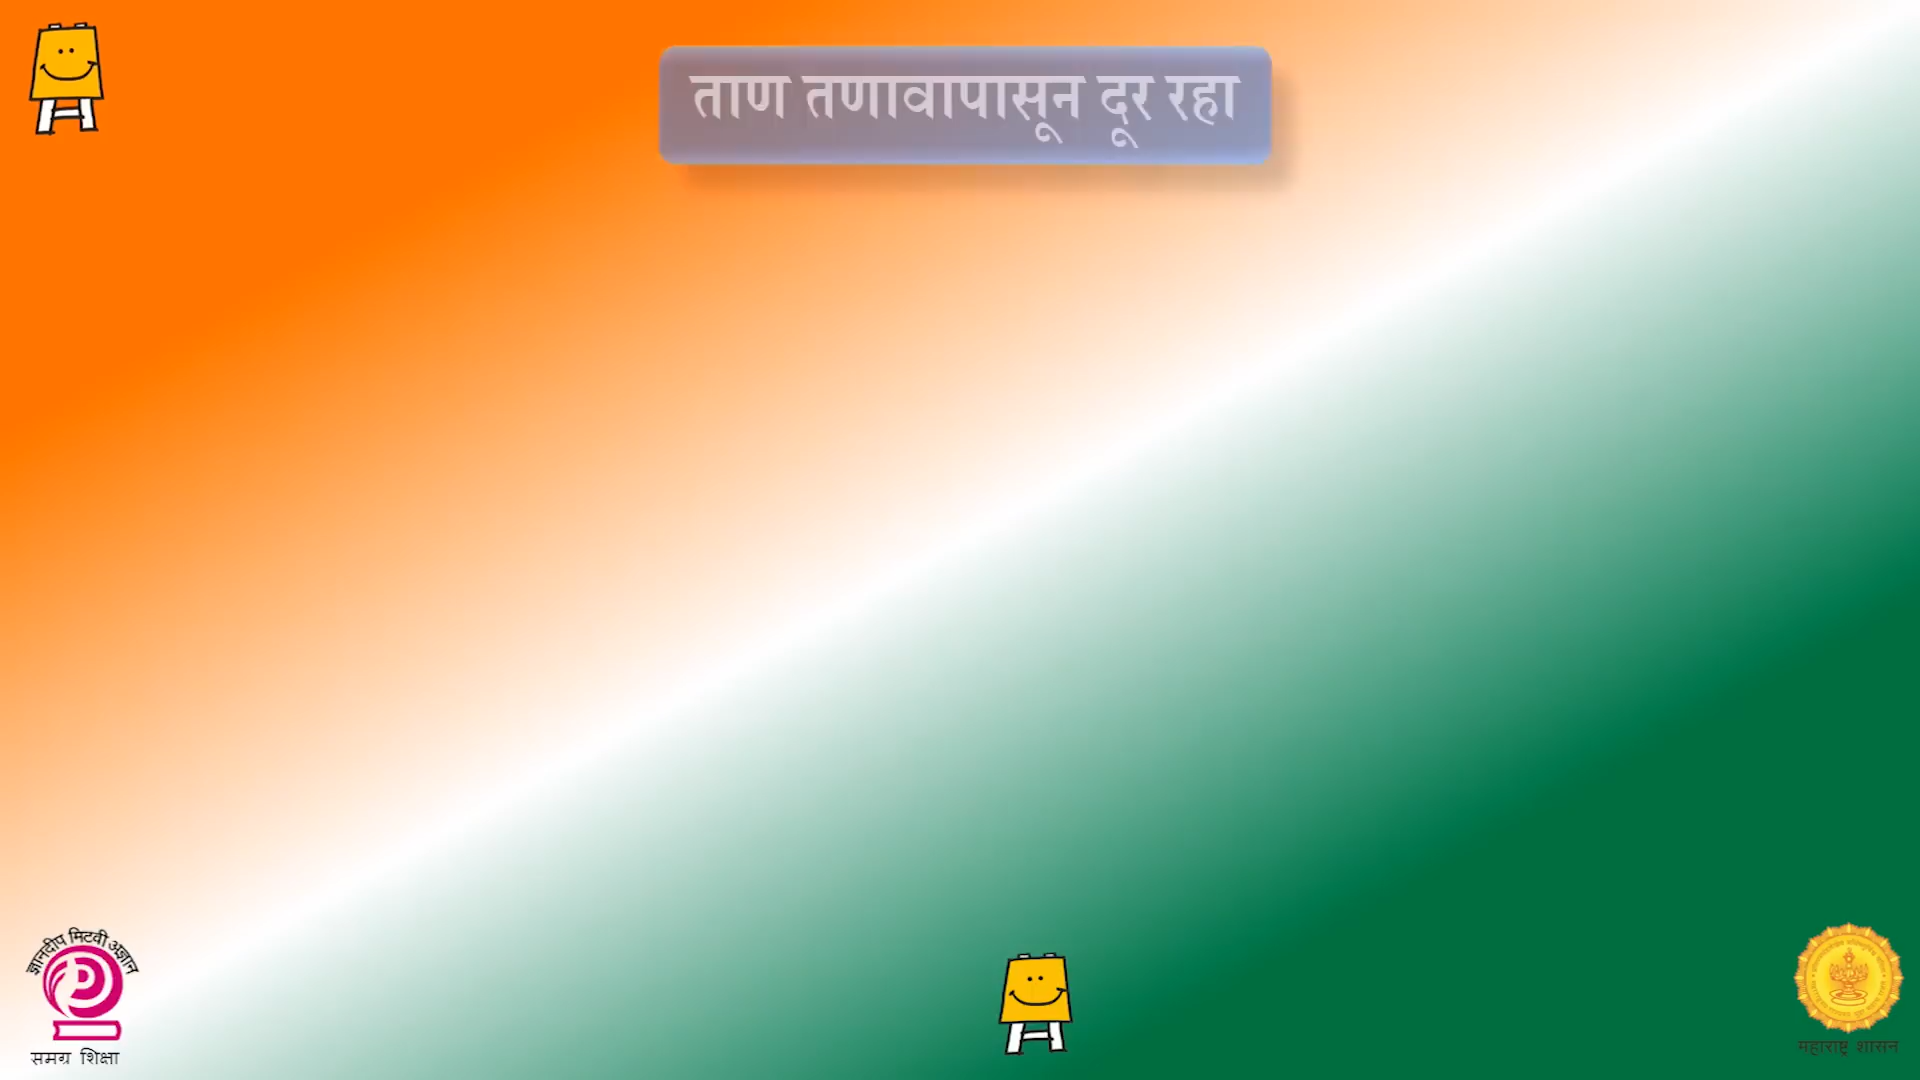 ताण तणावापासून दूर रहा
ज्ञानदीप मिटवी अज्ञान
समग्र शिक्षा
महाराष्ट्र शासन